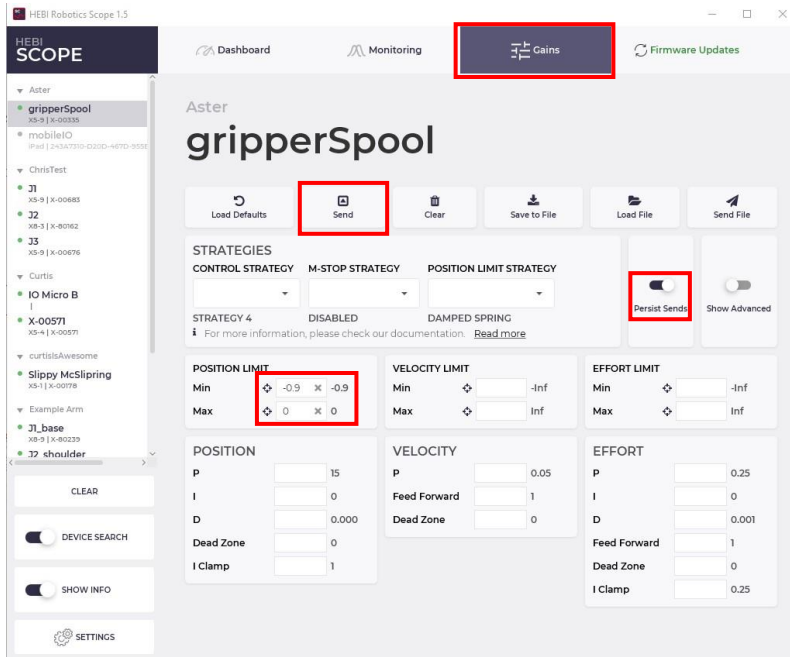 HEBI Robotics Scope 1.5
HEBI
SCOPE
Dashboard
Monitoring
Gains
Firmware Updates
Aster
gripperSpool
X5-9 | X-00335
mobileIO
ChrisTest
J1
X5-9 | X-00683
J2
X8-3 | X-80162
J3
X5-9 | X-00676
Curtis
IO Micro B
|
X-00571
X5-4 | X-00571
curtisIsAwesome
Slippy McSlipring
X5-1 | X-00178
Example Arm
J1_base
X8-9 | X-80239
J2_shoulder
CLEAR
DEVICE SEARCH
SHOW INFO
SETTINGS
Aster
gripperSpool
Load Defaults
Send
Clear
Save to File
Load File
Send File
STRATEGIES
CONTROL STRATEGY M-STOP STRATEGY POSITION LIMIT STRATEGY
STRATEGY 4 DISABLED DAMPED SPRING
i For more information, please check our documentation. Read more
Persist Sends
Show Advanced
POSITION LIMIT
Min -0.9 × -0.9
Max 0 × 0
VELOCITY LIMIT
Min -Inf
Max Inf
EFFORT LIMIT
Min -Inf
Max Inf
POSITION
P 15
I 0
D 0.000
Dead Zone 0
I Clamp 1
VELOCITY
P 0.05
Feed Forward 1
Dead Zone 0
EFFORT
P 0.25
I 0
D 0.001
Feed Forward 1
Dead Zone 0
I Clamp 0.25